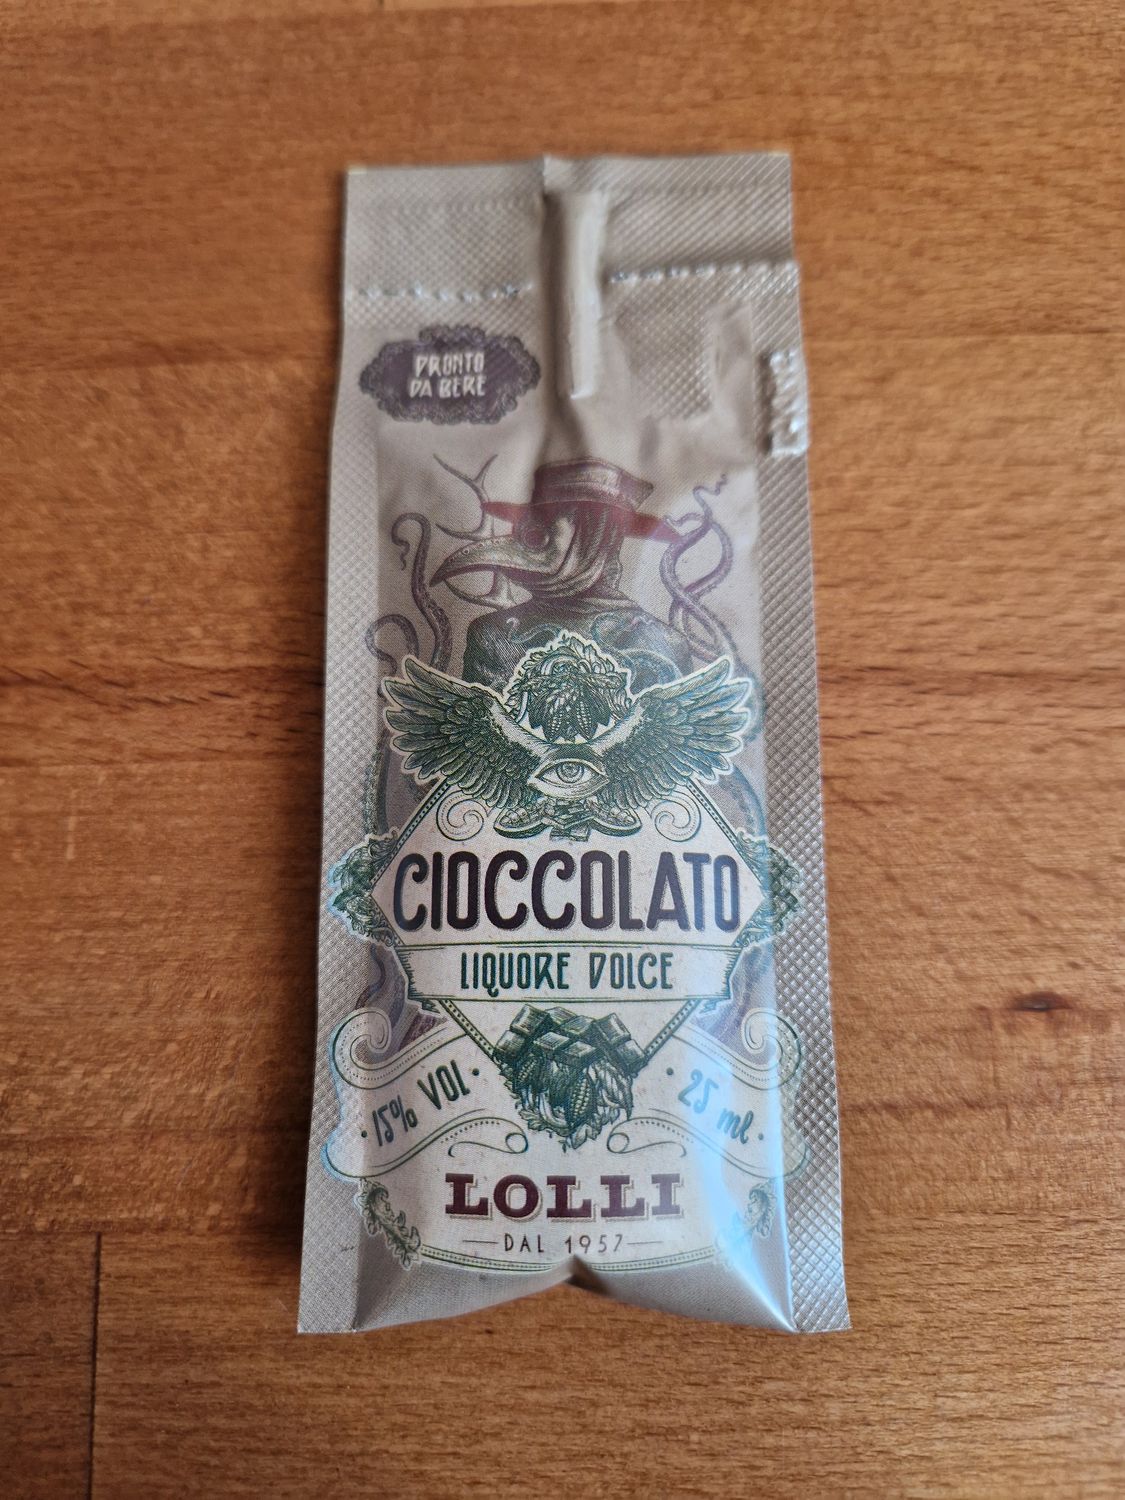 PRONTO
DA BERE
CIOCCOLATO
LIQUORE DOLCE
·15% VOL·
·25 ml·
LOLLI
DAL 1957